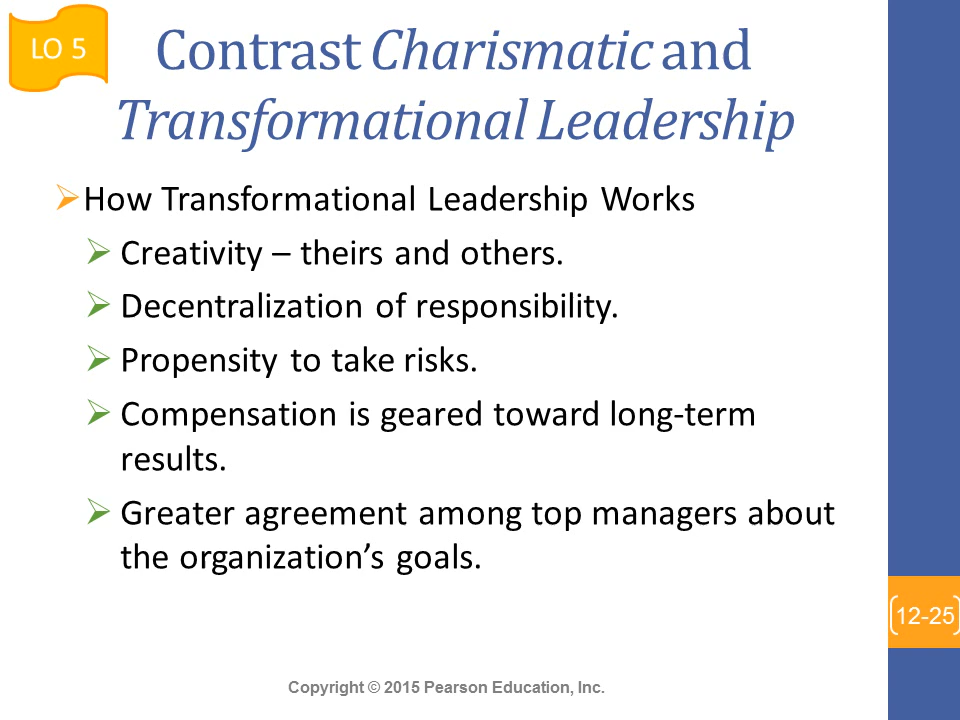 LO 5
Contrast Charismatic and
Transformational Leadership
How Transformational Leadership Works
Creativity – theirs and others.
Decentralization of responsibility.
Propensity to take risks.
Compensation is geared toward long-term
results.
Greater agreement among top managers about
the organization’s goals.
12-25
Copyright © 2015 Pearson Education, Inc.